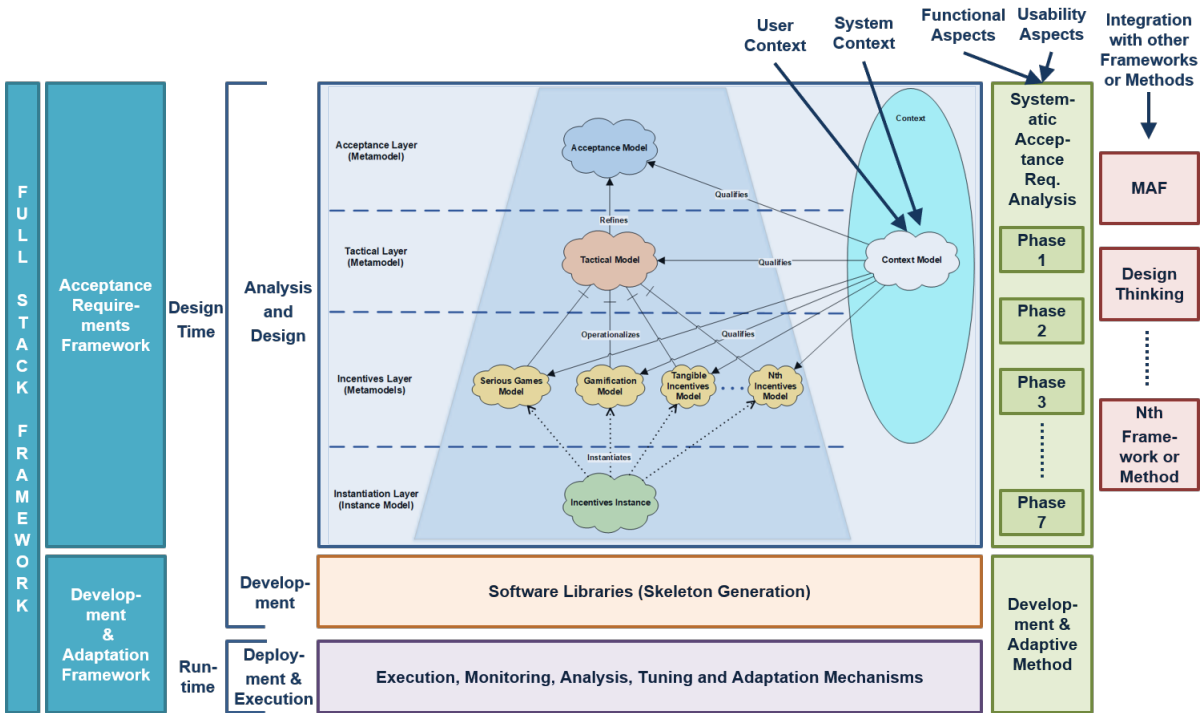 User
Context
System
Context
Functional
Aspects
Usability
Aspects
Integration
with other
Frameworks
or Methods
F
U
L
L
S
T
A
C
K
F
R
A
M
E
W
O
R
K
Acceptance
Require-
ments
Framework
Design
Time
Analysis
and
Design
Acceptance Layer
(Metamodel)
Acceptance Model
Context
Qualifies
Refines
Tactical Layer
(Metamodel)
Tactical Model
Qualifies
Context Model
Operationalizes
Qualifies
Incentives Layer
(Metamodels)
Serious Games
Model
Gamification
Model
Tangible
Incentives
Model
Nth
Incentives
Model
Instantiates
Instantiation Layer
(Instance Model)
Incentives Instance
System-
atic
Accep-
tance
Req.
Analysis
Phase
1
Phase
2
Phase
3
Phase
7
MAF
Design
Thinking
Nth
Frame-
work or
Method
Develop-
ment
&
Adaptation
Framework
Develop-
ment
Software Libraries (Skeleton Generation)
Run-
time
Deploy-
ment &
Execution
Execution, Monitoring, Analysis, Tuning and Adaptation Mechanisms
Develop-
ment &
Adaptive
Method